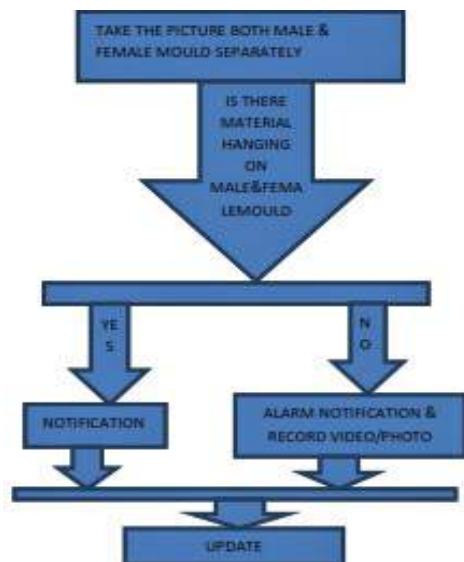 TAKE THE PICTURE BOTH MALE &
FEMALE MOULD SEPARATELY
IS THERE
MATERIAL
HANGING
ON
MALE&FEMA
LEMOULD
YE
S
N
O
NOTIFICATION
ALARM NOTIFICATION &
RECORD VIDEO/PHOTO
UPDATE